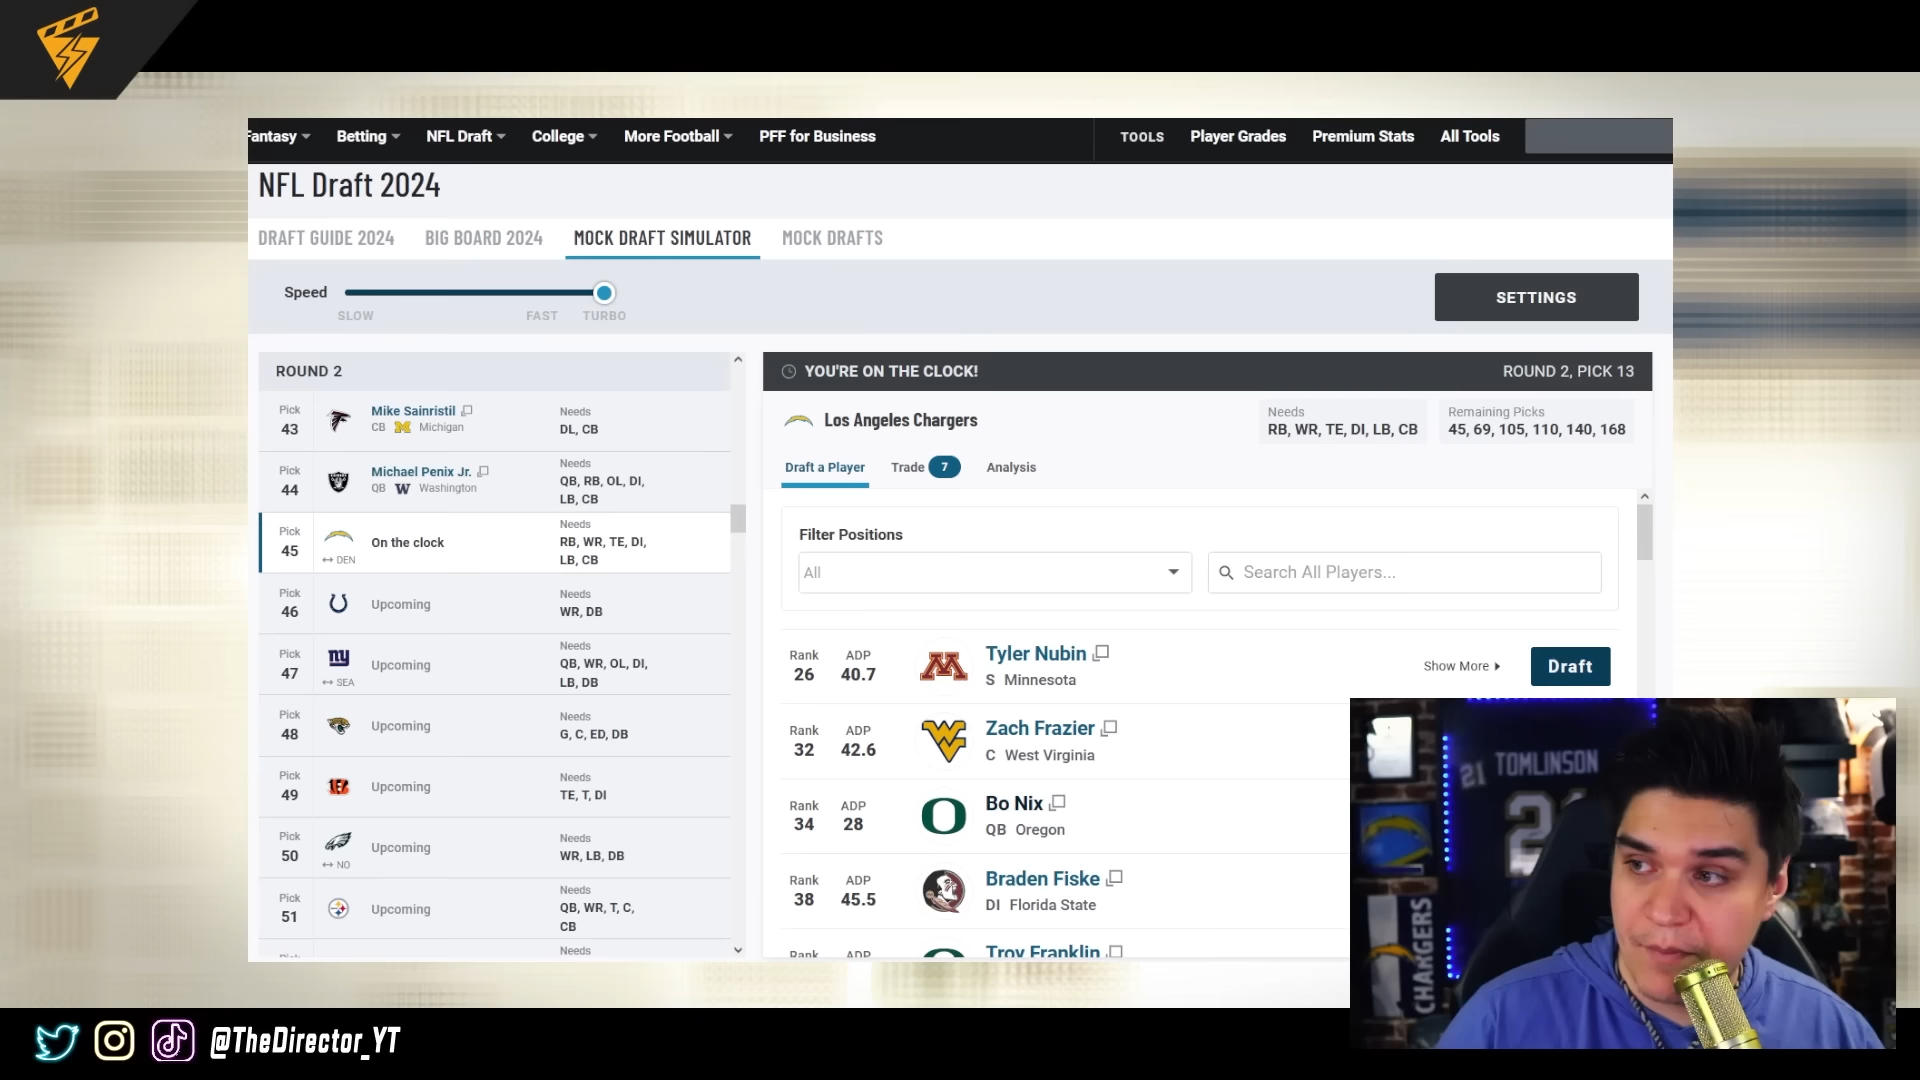 Fantasy
Betting
NFL Draft
College
More Football
PFF for Business
TOOLS
Player Grades
Premium Stats
All Tools
NFL Draft 2024
DRAFT GUIDE 2024
BIG BOARD 2024
MOCK DRAFT SIMULATOR
MOCK DRAFTS
Speed
SLOW
FAST
TURBO
SETTINGS
ROUND 2
Pick
43
Mike Sainristil
CB Michigan
Needs
DL, CB
Pick
44
Michael Penix Jr.
QB W Washington
Needs
QB, RB, OL, DI,
LB, CB
Pick
45
↔ DEN
On the clock
Needs
RB, WR, TE, DI,
LB, CB
Pick
46
Upcoming
Needs
WR, DB
Pick
47
ny
↔ SEA
Upcoming
Needs
QB, WR, OL, DI,
LB, DB
Pick
48
Upcoming
Needs
G, C, ED, DB
Pick
49
Upcoming
Needs
TE, T, DI
Pick
50
↔ NO
Upcoming
Needs
WR, LB, DB
Pick
51
Upcoming
Needs
QB, WR, T, C,
CB
Needs
YOU'RE ON THE CLOCK!
ROUND 2, PICK 13
Los Angeles Chargers
Needs
RB, WR, TE, DI, LB, CB
Remaining Picks
45, 69, 105, 110, 140, 168
Draft a Player
Trade 7
Analysis
Filter Positions
All
Search All Players...
Rank
26
ADP
40.7
Tyler Nubin
S Minnesota
Show More
Draft
Rank
32
ADP
42.6
Zach Frazier
C West Virginia
Rank
34
ADP
28
Bo Nix
QB Oregon
Rank
38
ADP
45.5
Braden Fiske
DI Florida State
Rank
ADP
Troy Franklin
21 TOMLINSON
2
CHARGERS
@TheDirector_YT